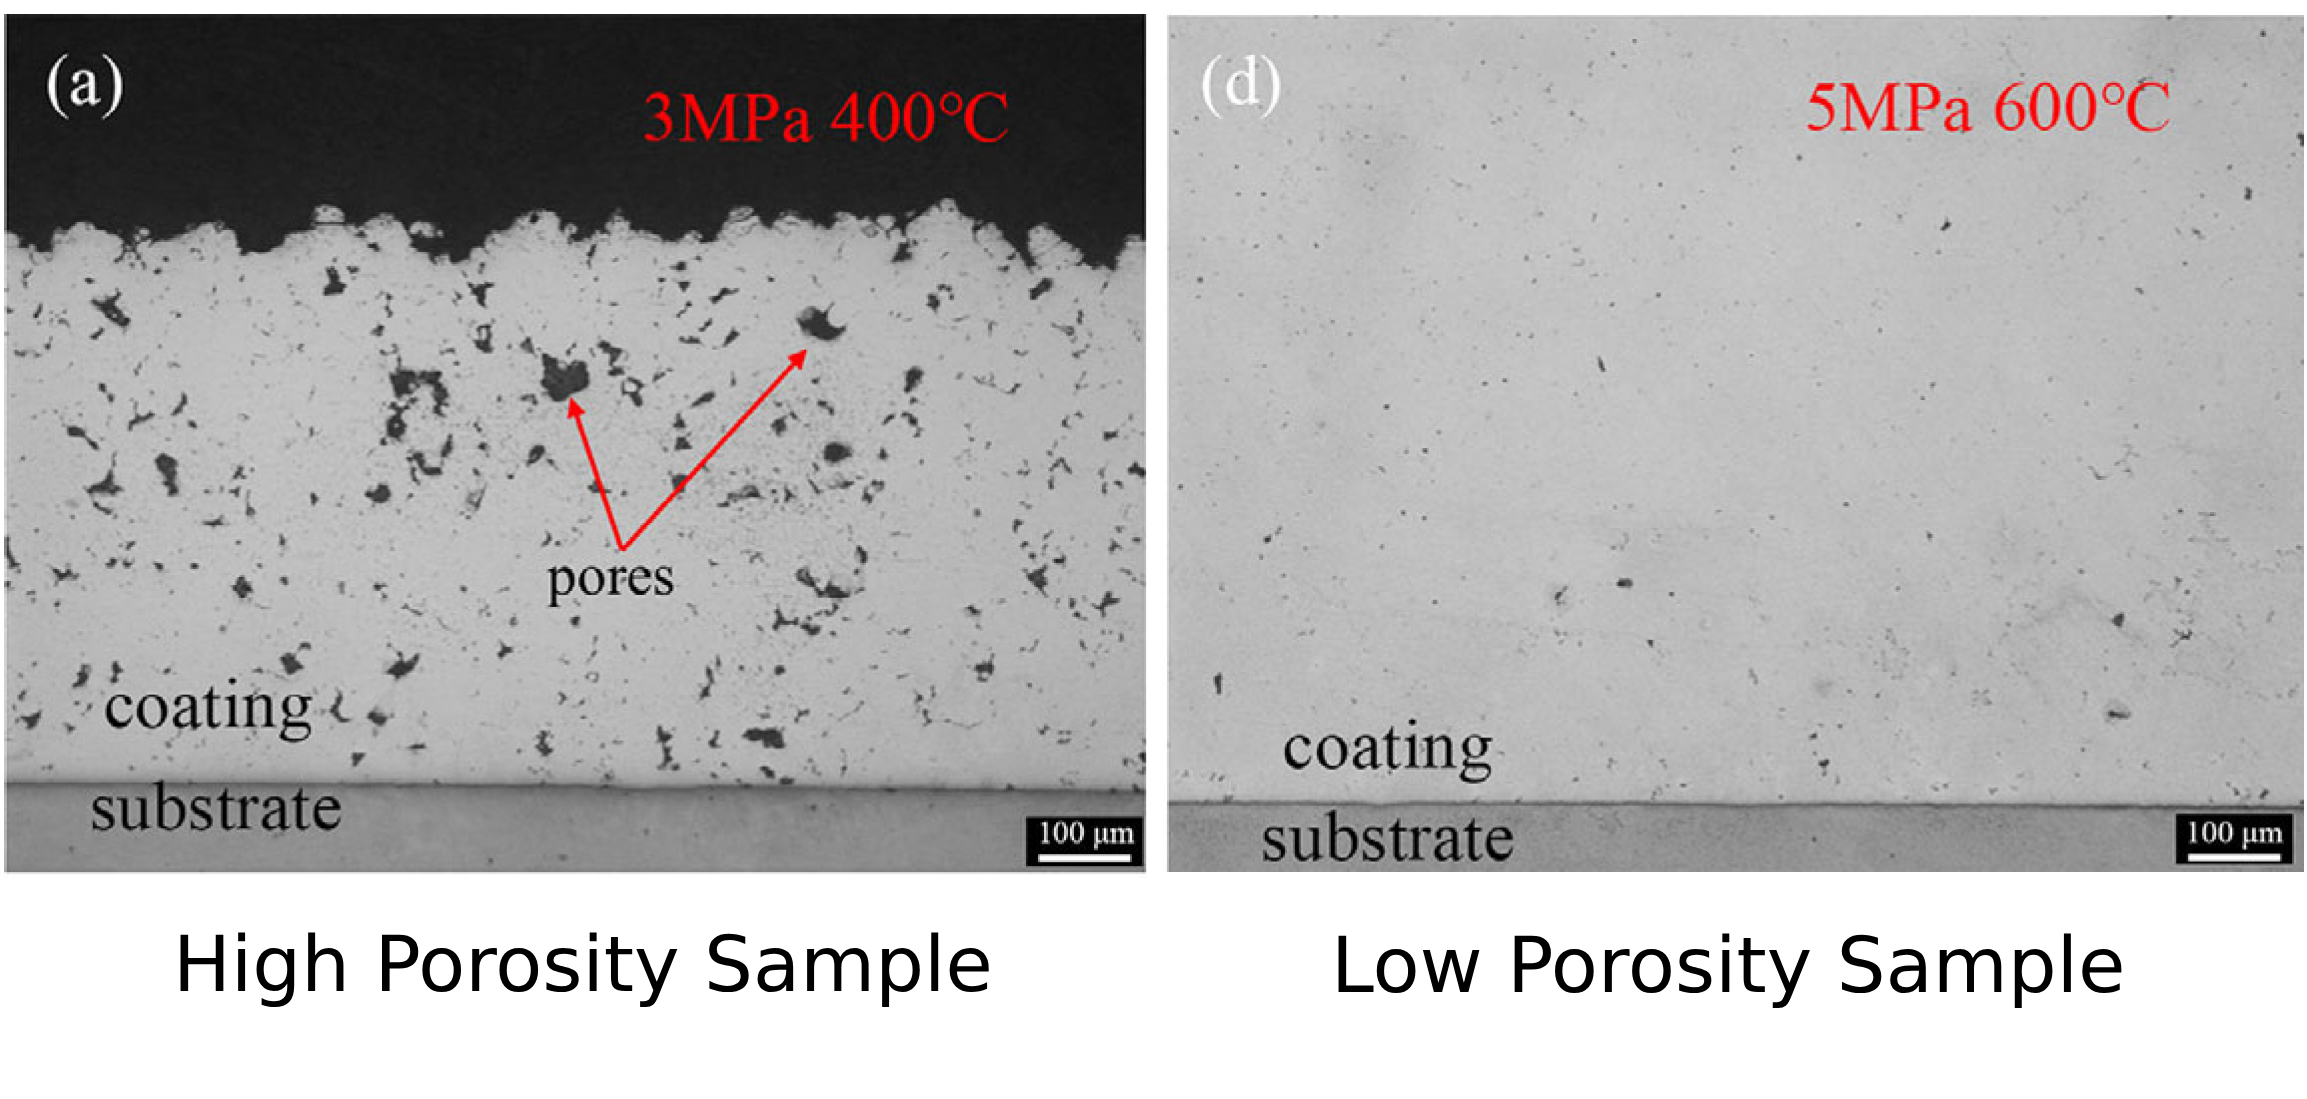 (a)
3MPa 400°C
pores
coating
substrate
100 µm
(d)
5MPa 600°C
coating
substrate
100 µm
High Porosity Sample
Low Porosity Sample